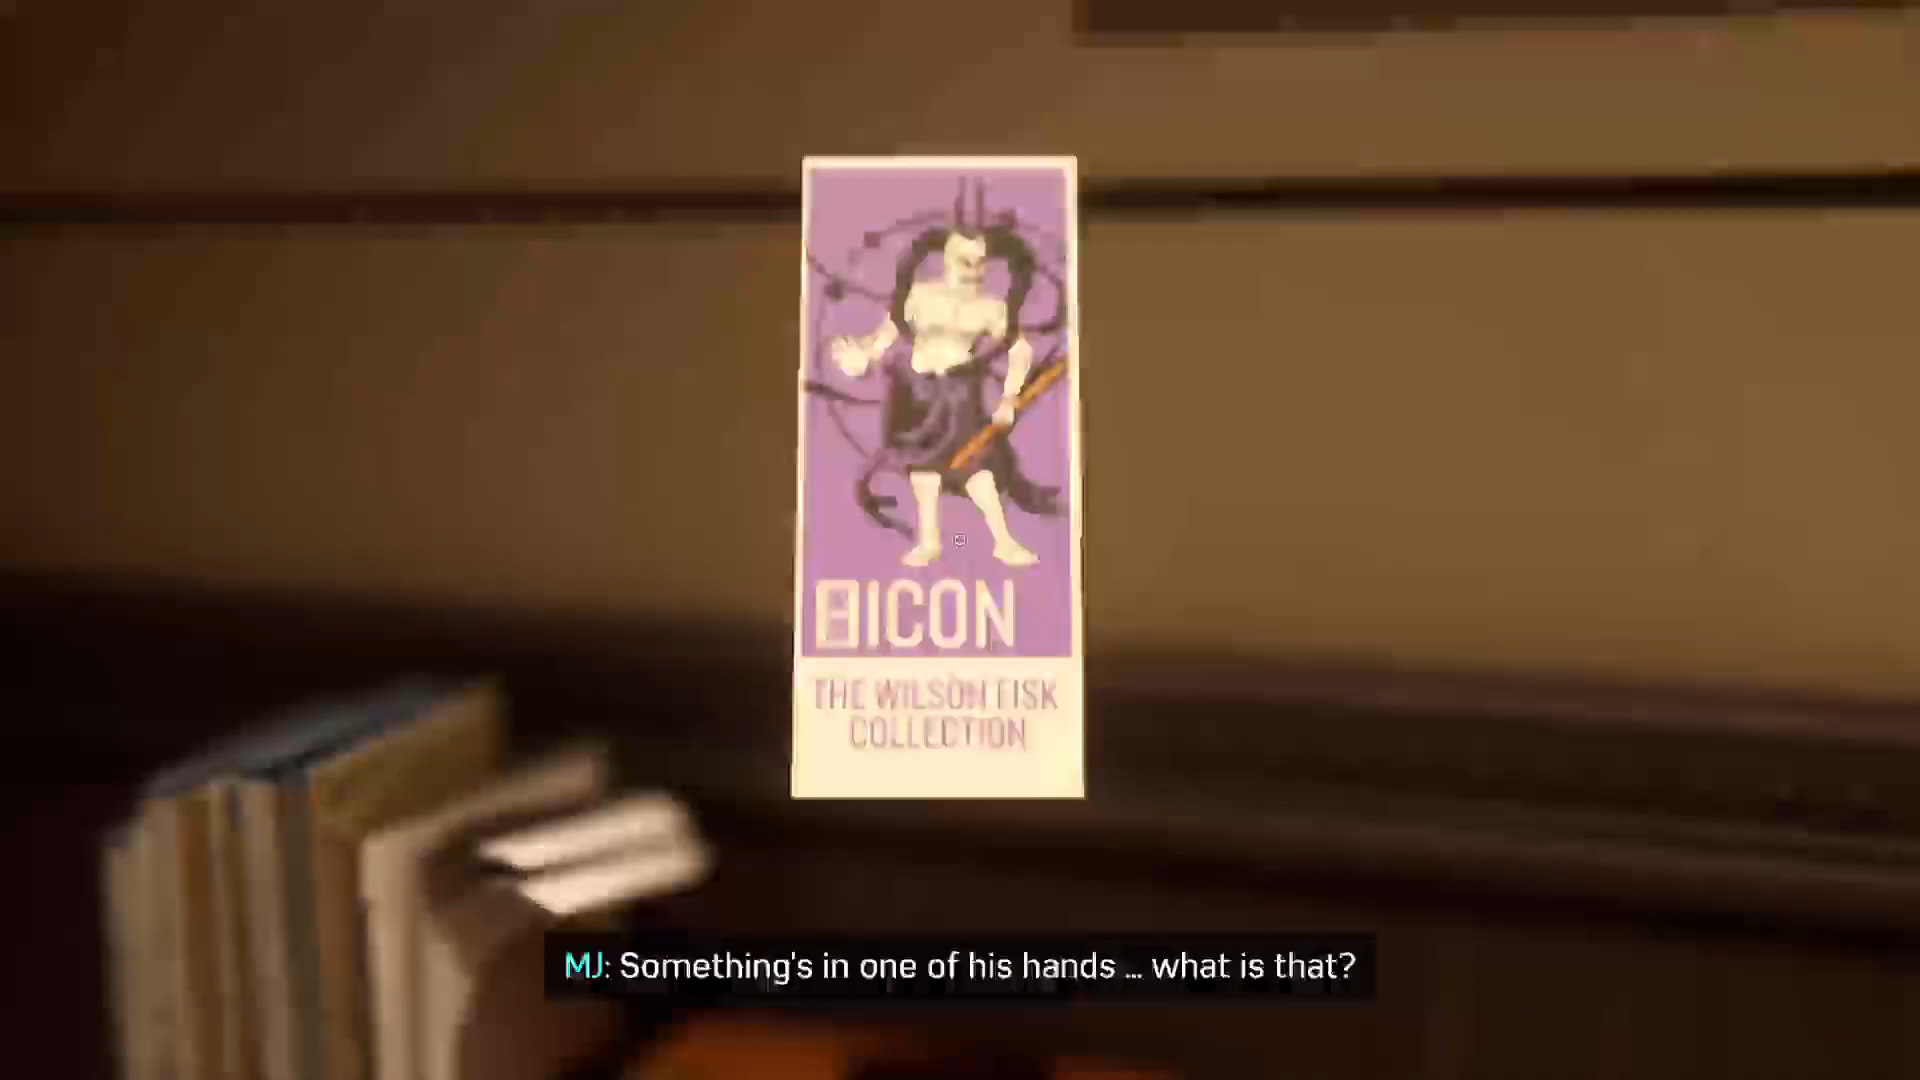 ICON
THE WILSON FISK
COLLECTION
MJ: Something's in one of his hands ... what is that?